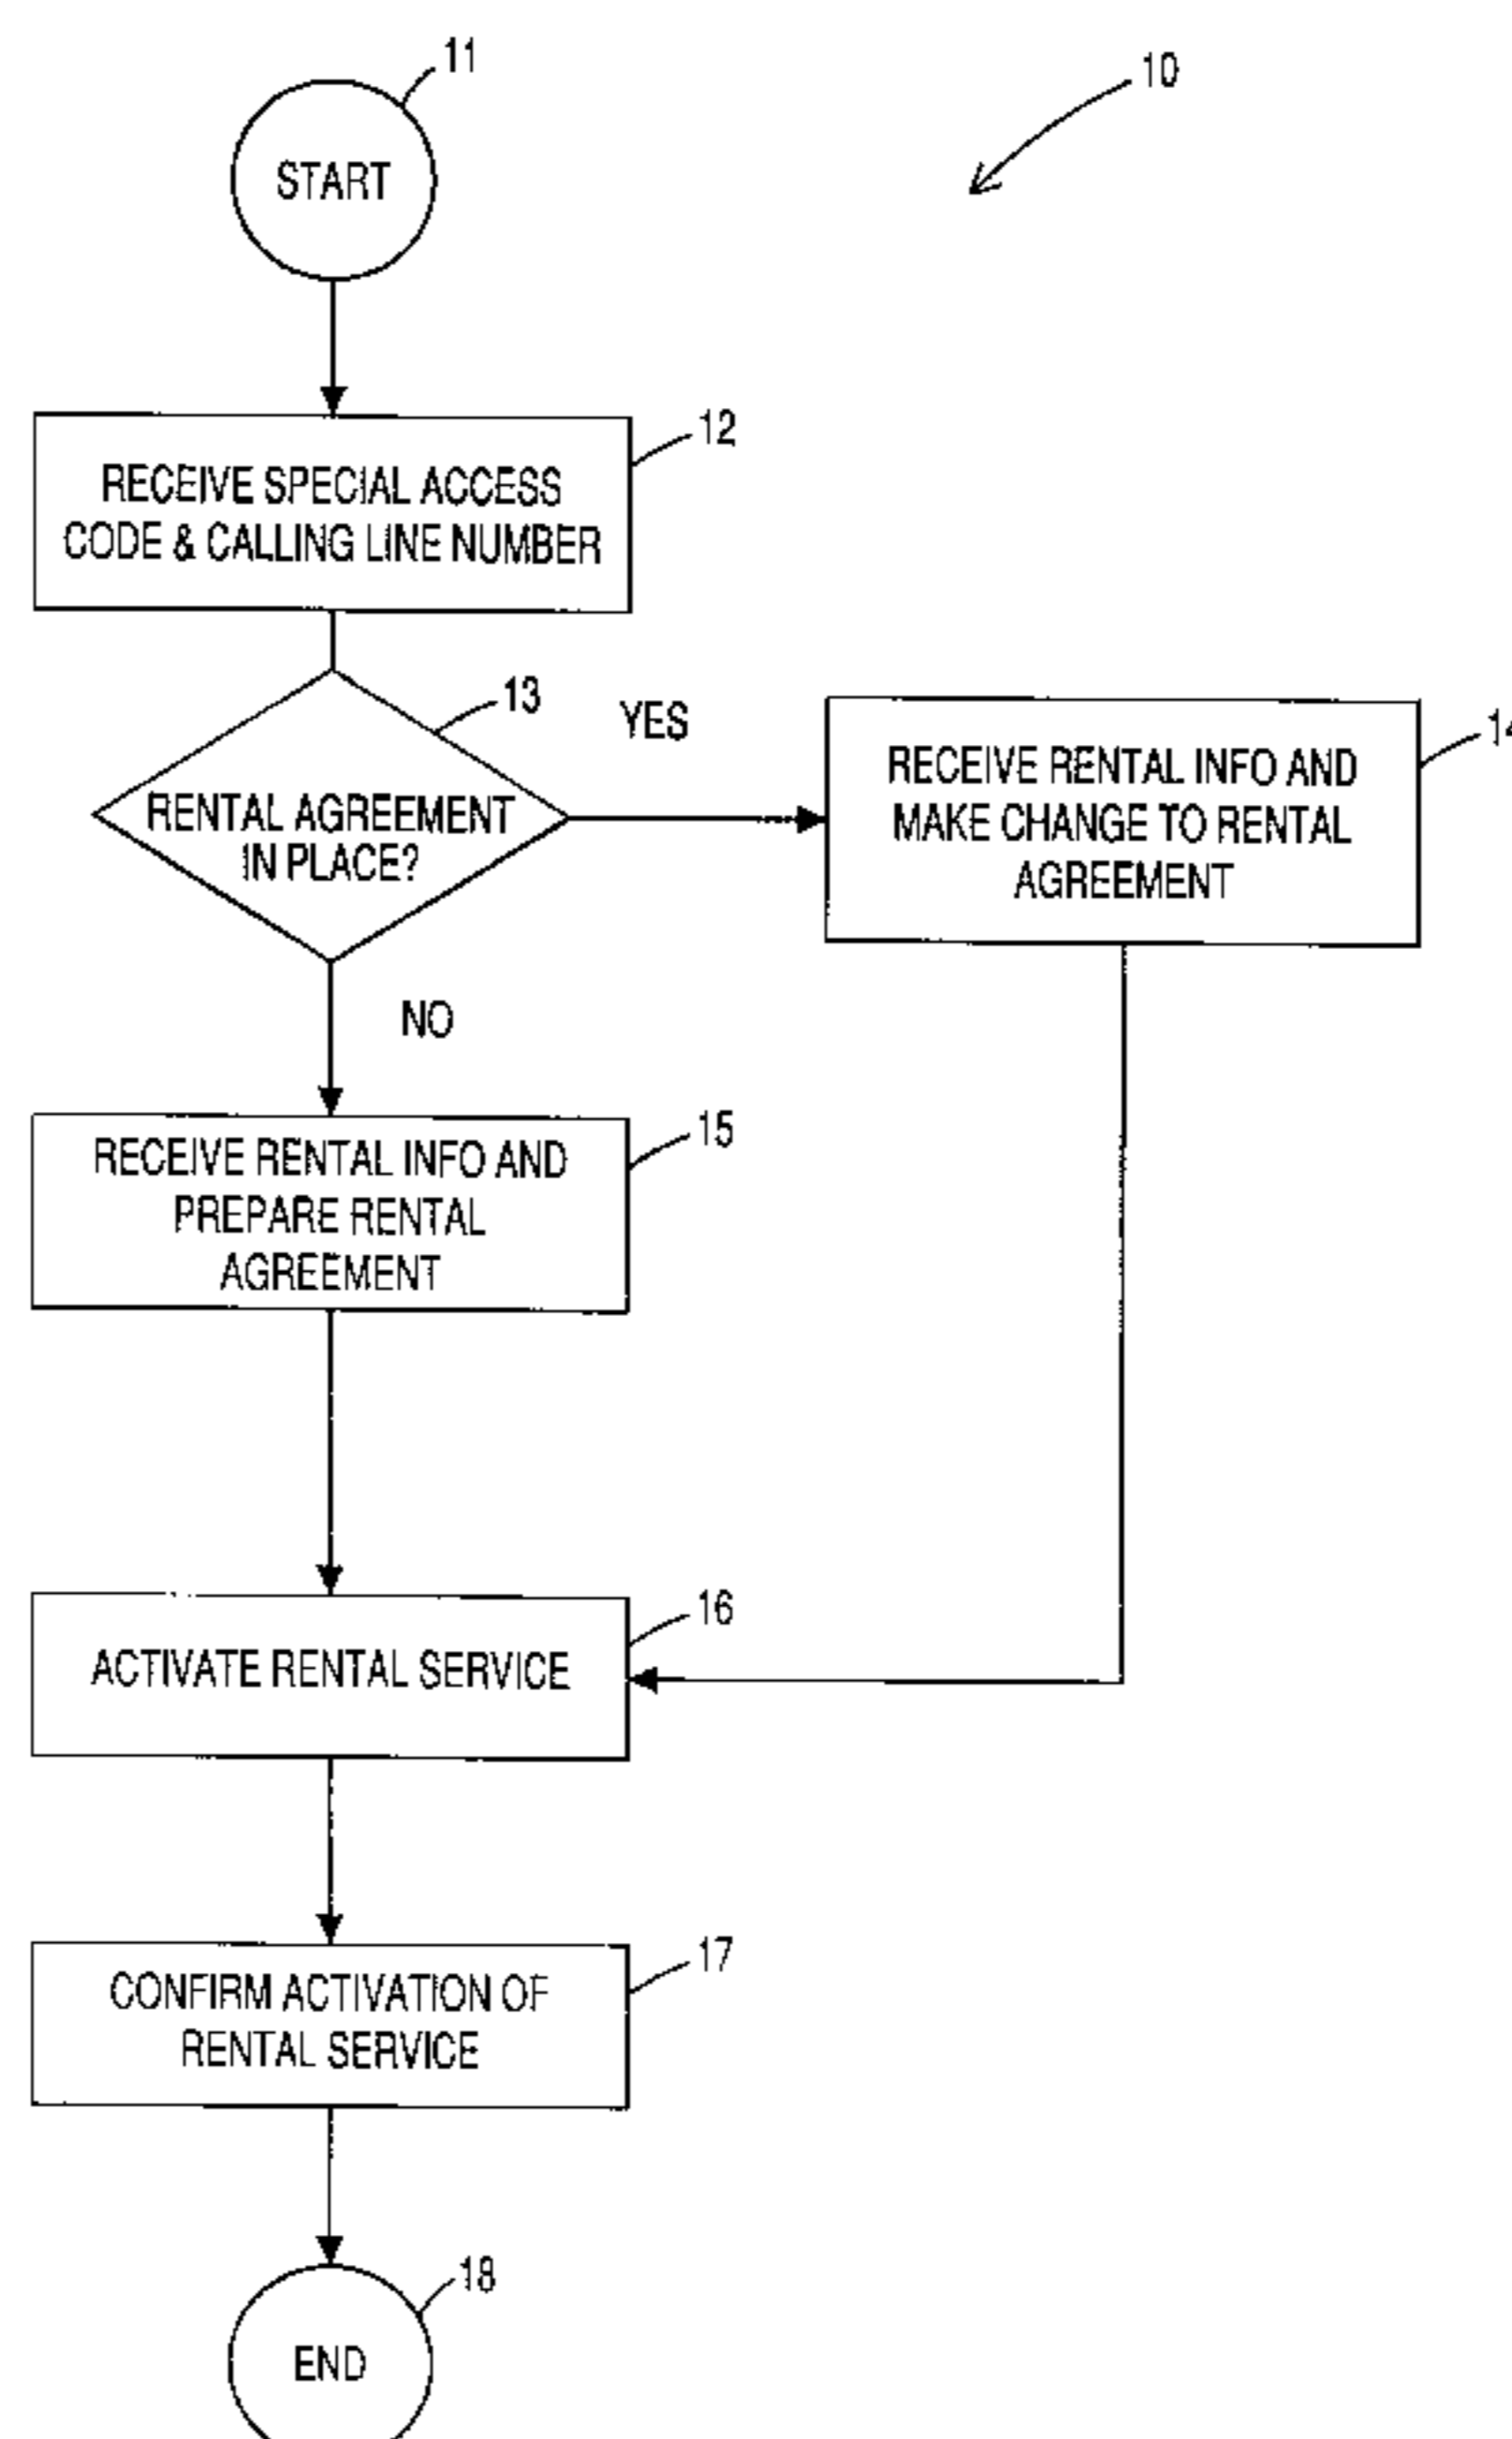 11
10
START
12
RECEIVE SPECIAL ACCESS
CODE & CALLING LINE NUMBER
13
YES
RENTAL AGREEMENT
IN PLACE?
14
RECEIVE RENTAL INFO AND
MAKE CHANGE TO RENTAL
AGREEMENT
NO
15
RECEIVE RENTAL INFO AND
PREPARE RENTAL
AGREEMENT
16
ACTIVATE RENTAL SERVICE
17
CONFIRM ACTIVATION OF
RENTAL SERVICE
18
END